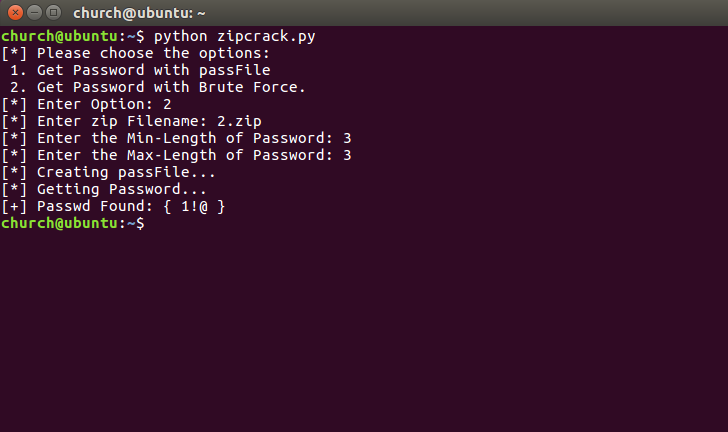 church@ubuntu: ~
church@ubuntu:~$ python zipcrack.py
[*] Please choose the options:
 1. Get Password with passFile
 2. Get Password with Brute Force.
[*] Enter Option: 2
[*] Enter zip Filename: 2.zip
[*] Enter the Min-Length of Password: 3
[*] Enter the Max-Length of Password: 3
[*] Creating passFile...
[*] Getting Password...
[+] Passwd Found: { 1!@ }
church@ubuntu:~$